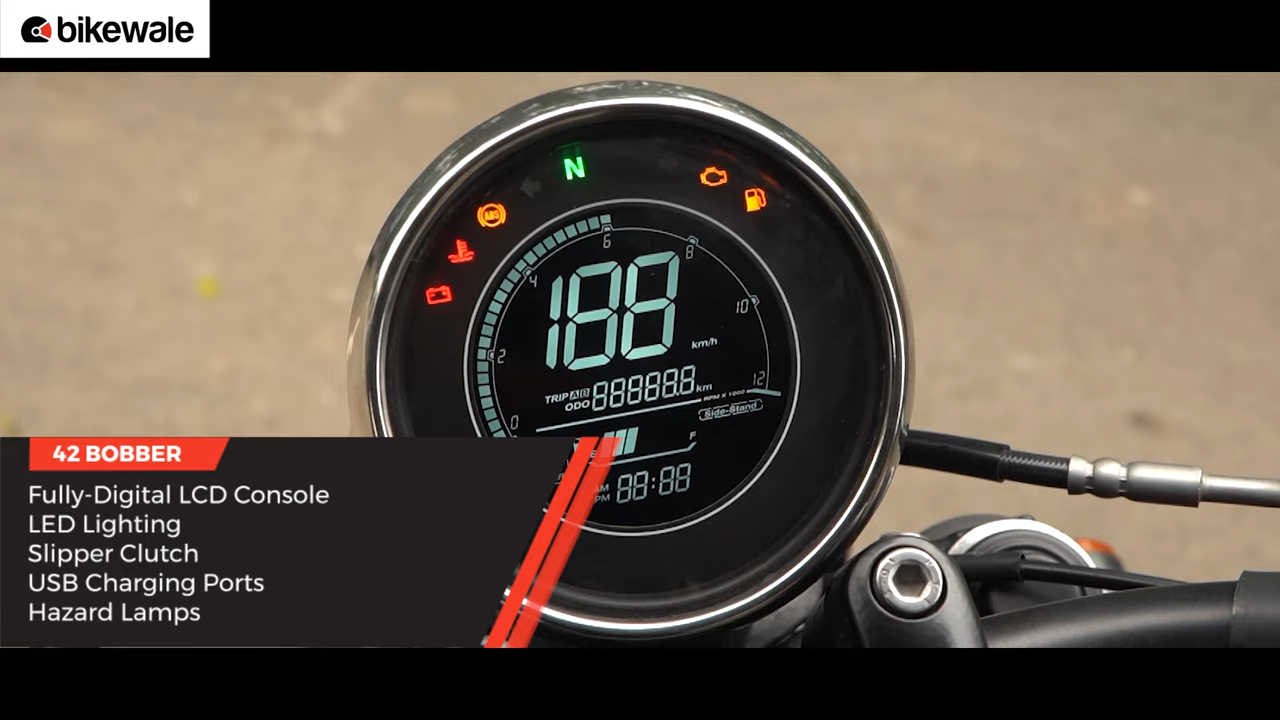 bikewale
N
ABS
6
8
4
188
10
km/h
2
TRIP A B 88888.8 km
ODO
RPM X 1000
12
Side-Stand
0
F
AM
PM
88:88
42 BOBBER
Fully-Digital LCD Console
LED Lighting
Slipper Clutch
USB Charging Ports
Hazard Lamps